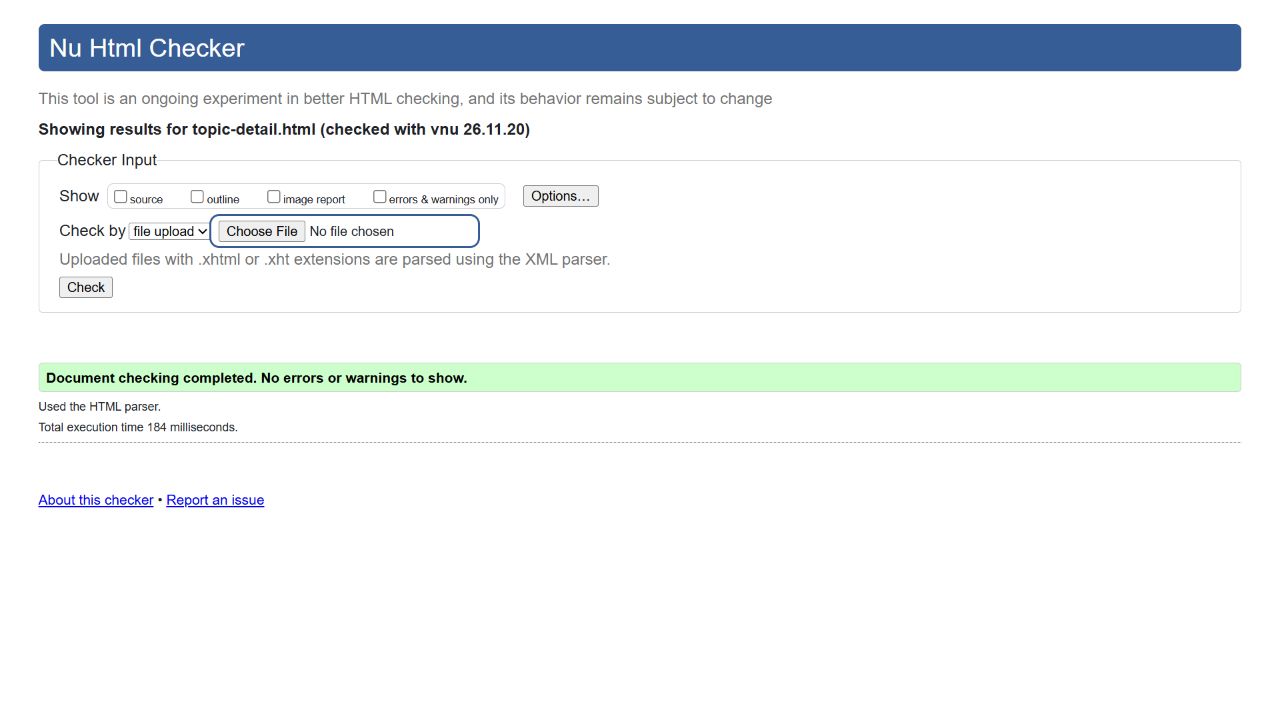 Nu Html Checker
This tool is an ongoing experiment in better HTML checking, and its behavior remains subject to change
Showing results for topic-detail.html (checked with vnu 26.11.20)
Checker Input
Show source outline image report errors & warnings only Options…
Check by file upload Choose File No file chosen
Uploaded files with .xhtml or .xht extensions are parsed using the XML parser.
Check
Document checking completed. No errors or warnings to show.
Used the HTML parser.
Total execution time 184 milliseconds.
About this checker • Report an issue